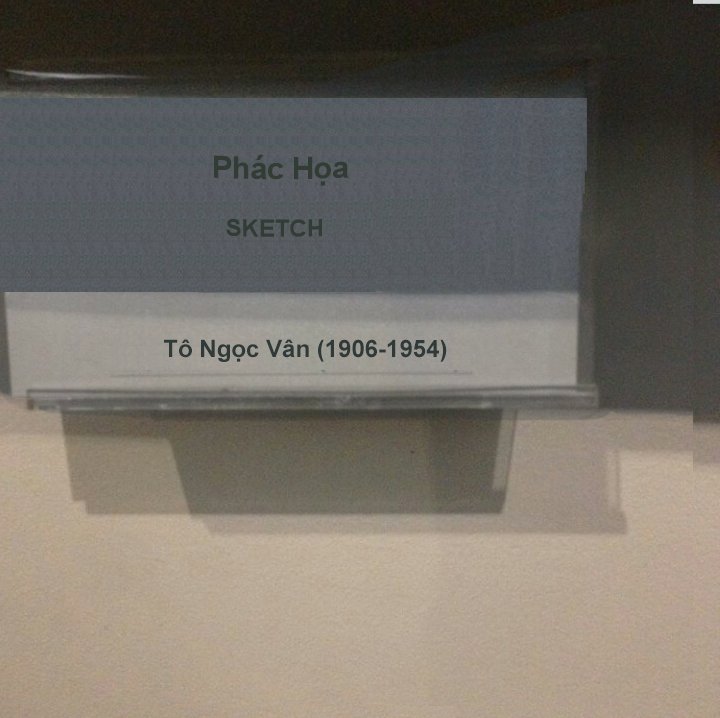 Phác Họa
SKETCH
Tô Ngọc Vân (1906-1954)